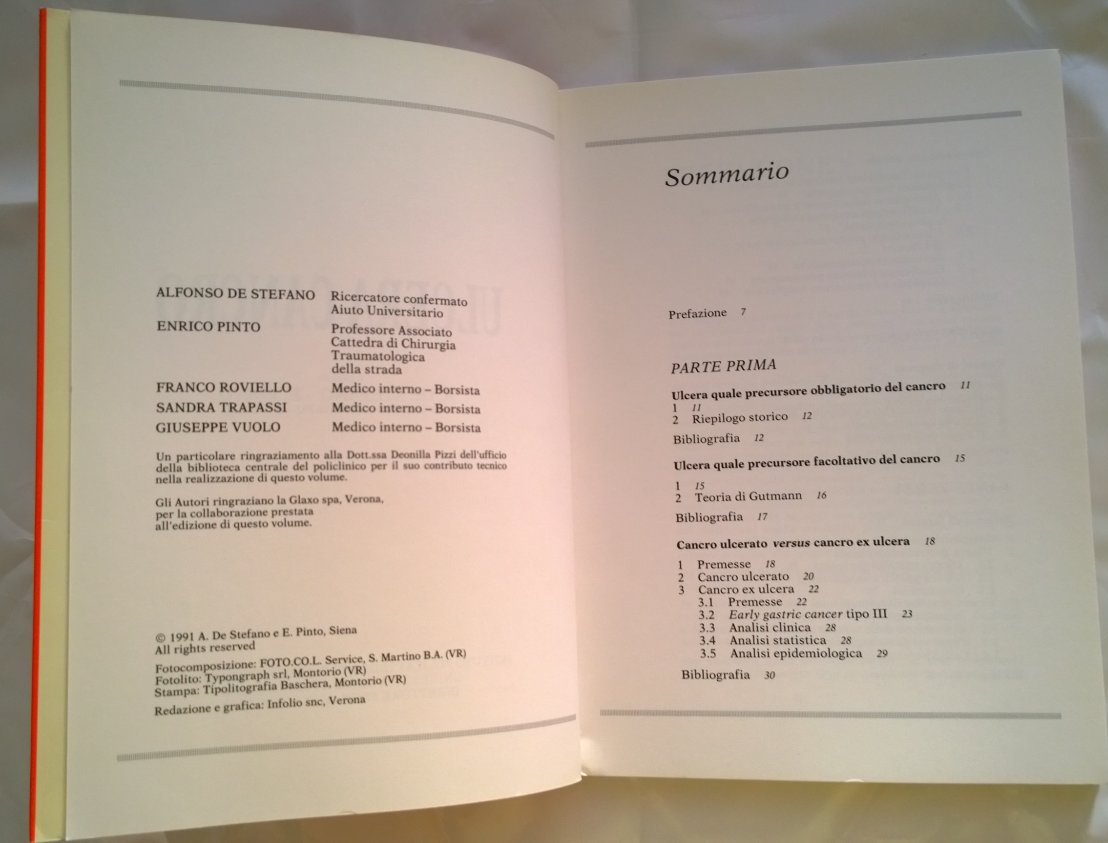 ALFONSO DE STEFANO Ricercatore confermato
Aiuto Universitario
ENRICO PINTO Professore Associato
Cattedra di Chirurgia
Traumatologica
della strada
FRANCO ROVIELLO Medico interno – Borsista
SANDRA TRAPASSI Medico interno – Borsista
GIUSEPPE VUOLO Medico interno – Borsista
Un particolare ringraziamento alla Dott.ssa Deonilla Pizzi dell'ufficio
della biblioteca centrale del policlinico per il suo contributo tecnico
nella realizzazione di questo volume.
Gli Autori ringraziano la Glaxo spa, Verona,
per la collaborazione prestata
all'edizione di questo volume.
© 1991 A. De Stefano e E. Pinto, Siena
All rights reserved
Fotocomposizione: FOTO.CO.L. Service, S. Martino B.A. (VR)
Fotolito: Typongraph srl, Montorio (VR)
Stampa: Tipolitografia Baschera, Montorio (VR)
Redazione e grafica: Infolio snc, Verona
Sommario
Prefazione 7
PARTE PRIMA
Ulcera quale precursore obbligatorio del cancro 11
1 11
2 Riepilogo storico 12
Bibliografia 12
Ulcera quale precursore facoltativo del cancro 15
1 15
2 Teoria di Gutmann 16
Bibliografia 17
Cancro ulcerato versus cancro ex ulcera 18
1 Premesse 18
2 Cancro ulcerato 20
3 Cancro ex ulcera 22
3.1 Premesse 22
3.2 Early gastric cancer tipo III 23
3.3 Analisi clinica 28
3.4 Analisi statistica 28
3.5 Analisi epidemiologica 29
Bibliografia 30